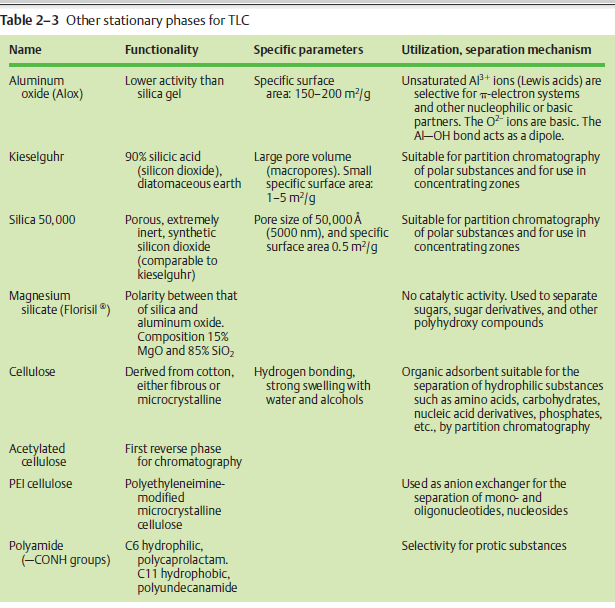 Table 2–3 Other stationary phases for TLC
Name Functionality Specific parameters Utilization, separation mechanism
Aluminum oxide (Alox)
Lower activity than silica gel
Specific surface area: 150–200 m²/g
Unsaturated Al³⁺ ions (Lewis acids) are
selective for π-electron systems
and other nucleophilic or basic
partners. The O²⁻ ions are basic. The
Al—OH bond acts as a dipole.
Kieselguhr
90% silicic acid
(silicon dioxide),
diatomaceous earth
Large pore volume
(macropores). Small
specific surface area:
1–5 m²/g
Suitable for partition chromatography
of polar substances and for use in
concentrating zones
Silica 50,000
Porous, extremely
inert, synthetic
silicon dioxide
(comparable to
kieselguhr)
Pore size of 50,000 Å
(5000 nm), and specific
surface area 0.5 m²/g
Suitable for partition chromatography
of polar substances and for use in
concentrating zones
Magnesium
silicate (Florisil ®)
Polarity between that
of silica and
aluminum oxide.
Composition 15%
MgO and 85% SiO₂
No catalytic activity. Used to separate
sugars, sugar derivatives, and other
polyhydroxy compounds
Cellulose
Derived from cotton,
either fibrous or
microcrystalline
Hydrogen bonding,
strong swelling with
water and alcohols
Organic adsorbent suitable for the
separation of hydrophilic substances
such as amino acids, carbohydrates,
nucleic acid derivatives, phosphates,
etc., by partition chromatography
Acetylated
cellulose
First reverse phase
for chromatography
PEI cellulose
Polyethyleneimine-
modified
microcrystalline
cellulose
Used as anion exchanger for the
separation of mono- and
oligonucleotides, nucleosides
Polyamide
(—CONH groups)
C6 hydrophilic,
polycaprolactam.
C11 hydrophobic,
polyundecanamide
Selectivity for protic substances